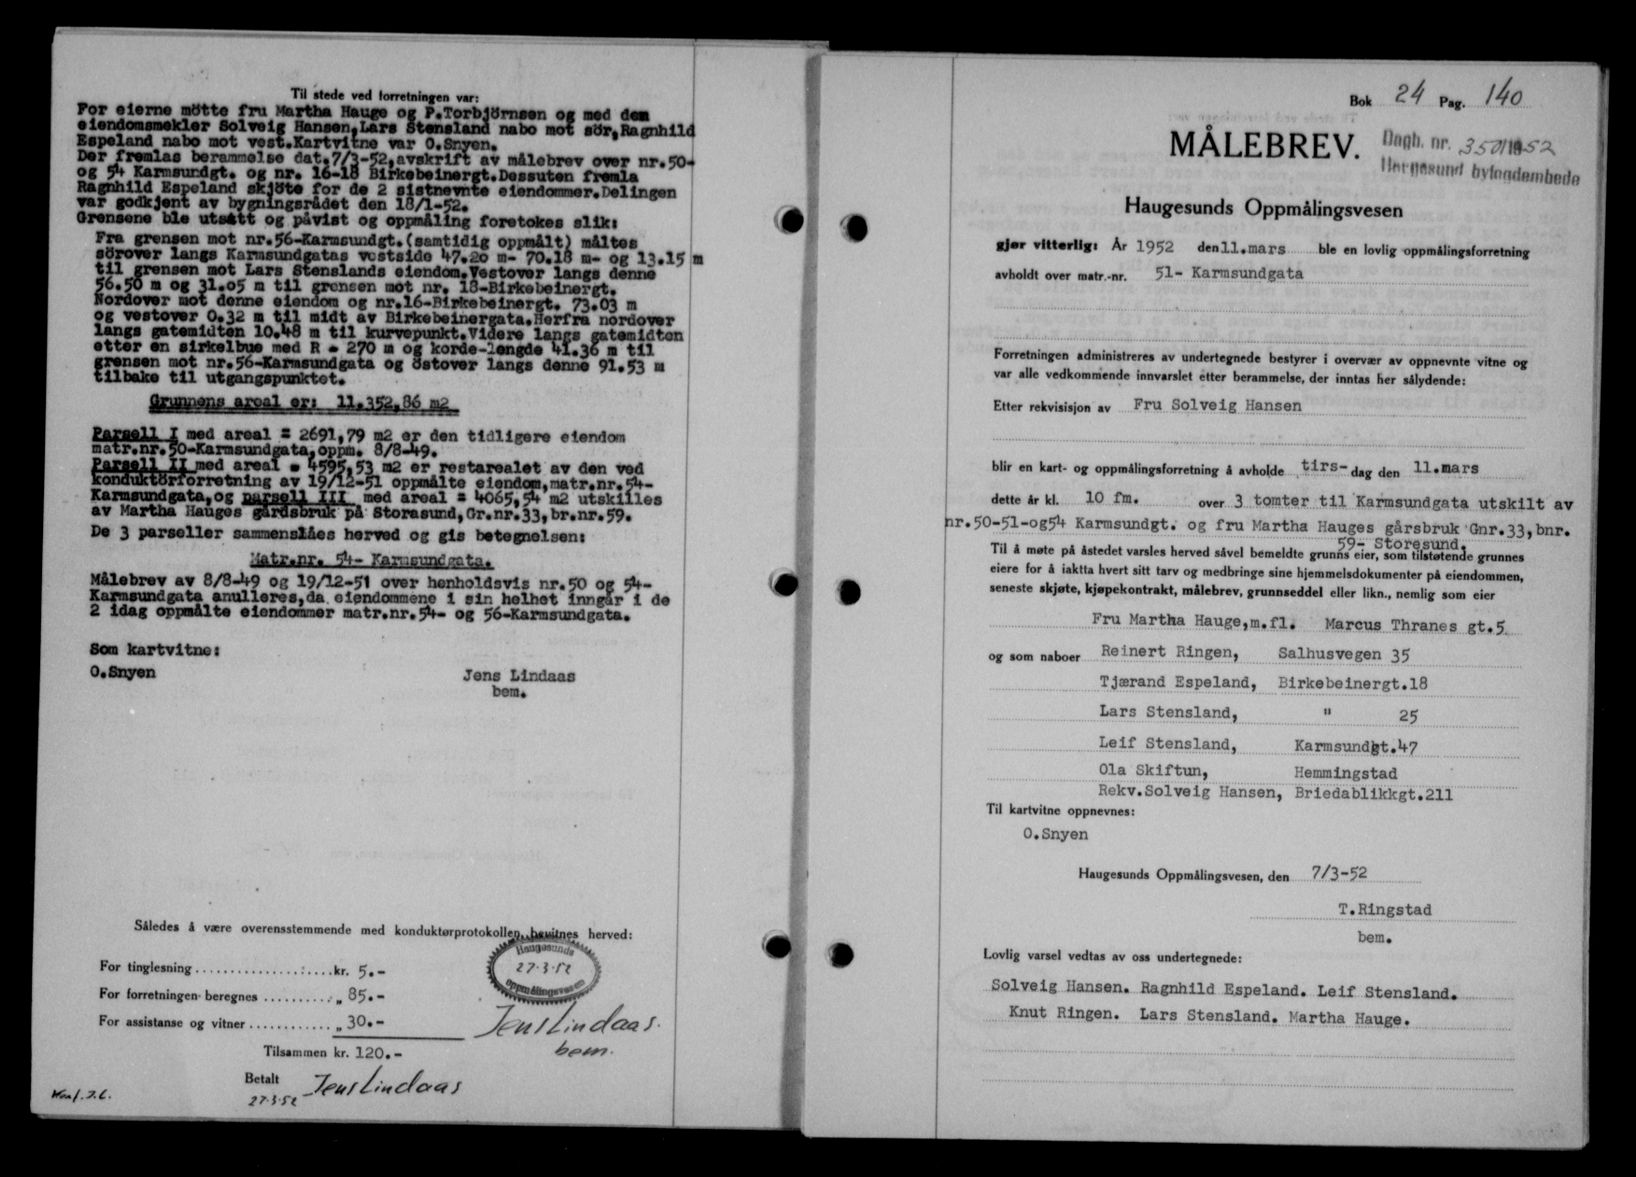 Til stede ved forretningen var:
For eierne mötte fru Martha Hauge og P.Torbjörnsen og med dem
eiendomsmekler Solveig Hansen,Lars Stensland nabo mot sör,Ragnhild
Espeland nabo mot vest.Kartvitne var O.Snyen.
Der fremlas berammelse dat.7/3-52,avskrift av målebrev over nr.50-
og 54 Karmsundgt. og nr. 16-18 Birkebeinergt.Dessuten fremla
Ragnhild Espeland skjöte for de 2 sistnevnte eiendommer.Delingen
var godkjent av bygningsrådet den 18/1-52.
Grensene ble utsatt og påvist og oppmåling foretokes slik:
Fra grensen mot nr.56-Karmsundgt.(samtidig oppmålt) måltes
sörover langs Karmsundgatas vestside 47.20 m- 70.18 m- og 13.15 m
til grensen mot Lars Stenslands eiendom.Vestover langs denne
56.50 m og 31.05 m til grensen mot nr. 18-Birkebeinergt.
Nordover mot denne eiendom og nr.16-Birkebeinergt. 73.03 m
og vestover 0.32 m til midt av Birkebeinergata.Herfra nordover
langs gatemidten 10.48 m til kurvepunkt.Videre langs gatemidten
etter en sirkelbue med R = 270 m og korde-lengde 41.36 m til
grensen mot nr.56-Karmsundgata og östover langs denne 91.53 m
tilbake til utgangspunktet.
Grunnens areal er: 11.352,86 m2
Parsell I med areal = 2691,79 m2 er den tidligere eiendom
matr.nr.50-Karmsundgata,oppm. 8/8-49.
Parsell II med areal = 4595,53 m2 er restarealet av den ved
konduktörforretning av 19/12-51 oppmålte eiendom,matr.nr.54-
Karmsundgata,og parsell III med areal = 4065,54 m2 utskilles
av Martha Hauges gårdsbruk på Storasund,Gr.nr.33,br.nr.59.
De 3 parseller sammenslåes herved og gis betegnelsen:
Matr.nr. 54- Karmsundgata.
Målebrev av 8/8-49 og 19/12-51 over henholdsvis nr.50 og 54-
Karmsundgata anulleres,da eiendommene i sin helhet inngår i de
2 idag oppmålte eiendommer matr.nr.54- og 56-Karmsundgata.
Som kartvitne:
O.Snyen Jens Lindaas
bem.
Således å være overensstemmende med konduktørprotokollen, bevitnes herved:
Haugesunds
27-3-52
Oppmålingsvesen
For tinglesning ..................kr. 5.-
For forretningen beregnes .......... „ 85.-
For assistanse og vitner ............ „ 30.-
Jens Lindaas.
bem.
Tilsammen kr. 120.-
Betalt Jens Lindaas
27-3-52
Bok 24 Pag. 140
MÅLEBREV.
Dagb. nr. 350/1952
Haugesund byfogdembede
Haugesunds Oppmålingsvesen
gjør vitterlig: År 1952 den 11.mars ble en lovlig oppmålingsforretning
avholdt over matr.-nr. 51- Karmsundgata
Forretningen administreres av undertegnede bestyrer i overvær av oppnevnte vitne og
var alle vedkommende innvarslet etter berammelse, der inntas her sålydende:
Etter rekvisisjon av Fru Solveig Hansen
blir en kart- og oppmålingsforretning å avholde tirs- dag den 11.mars
dette år kl. 10 fm. over 3 tomter til Karmsundgata utskilt av
nr.50-51-og54 Karmsundgt. og fru Martha Hauges gårsbruk Gnr.33,bnr.
59- Storesund.
Til å møte på åstedet varsles herved såvel bemeldte grunns eier, som tilstøtende grunnes
eiere for å iaktta hvert sitt tarv og medbringe sine hjemmelsdokumenter på eiendommen,
seneste skjøte, kjøpekontrakt, målebrev, grunnseddel eller likn., nemlig som eier
Fru Martha Hauge,m.fl. Marcus Thranes gt.5
og som naboer Reinert Ringen, Salhusvegen 35
Tjærand Espeland, Birkebeinergt.18
Lars Stensland, " 25
Leif Stensland, Karmsundgt.47
Ola Skiftun, Hemmingstad
Rekv.Solveig Hansen, Briedablikkgt.211
Til kartvitne oppnevnes:
O.Snyen
Haugesunds Oppmålingsvesen, den 7/3-52
T.Ringstad
bem.
Lovlig varsel vedtas av oss undertegnede:
Solveig Hansen. Ragnhild Espeland. Leif Stensland.
Knut Ringen. Lars Stensland. Martha Hauge.